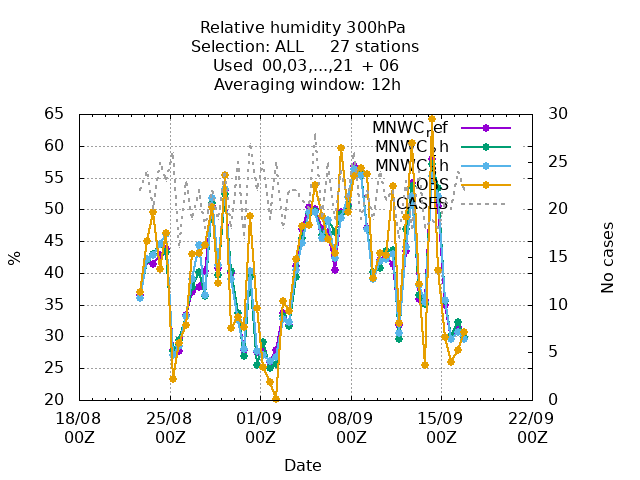 Relative humidity 300hPa
Selection: ALL     27 stations
Used  00,03,...,21  + 06
Averaging window: 12h
65
60
55
50
45
40
35
30
25
20
30
25
20
15
10
5
0
%
No cases
MNWC_ref
OBS
CASES
18/08 00Z
25/08 00Z
01/09 00Z
08/09 00Z
15/09 00Z
22/09 00Z
Date